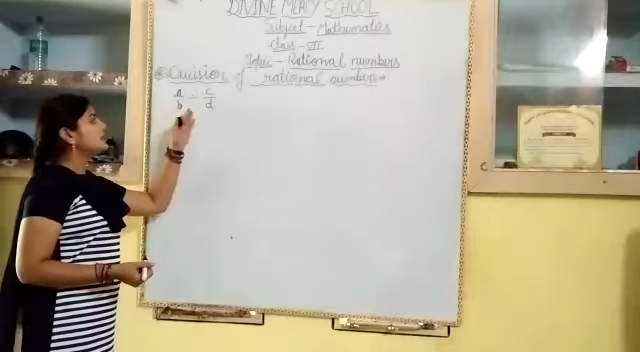 DIVINE MERCY SCHOOL
Subject - Mathematics
Class - VII
Topic - Rational numbers
Division of rational numbers
a/b ÷ c/d